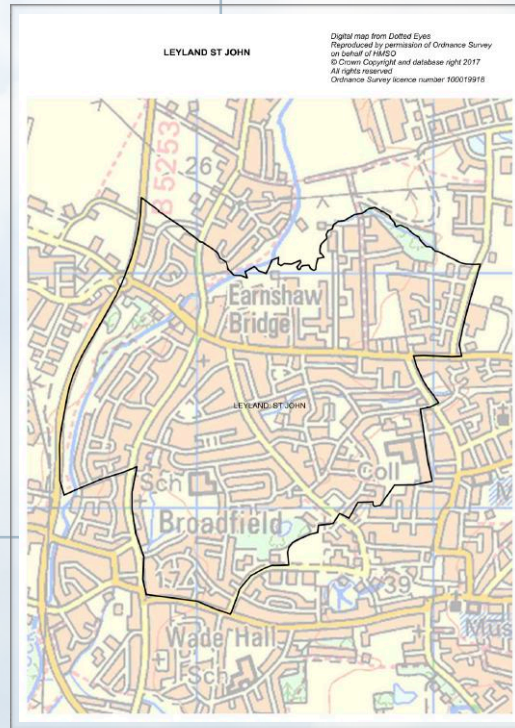 LEYLAND ST JOHN
Digital map from Dotted Eyes
Reproduced by permission of Ordnance Survey
on behalf of HMSO
© Crown Copyright and database right 2017
All rights reserved
Ordnance Survey licence number 100019918
B5253
26
Earnshaw
Bridge
LEYLAND ST JOHN
Sch
Coll
Broadfield
39
Wade Hall
Mus
Sch